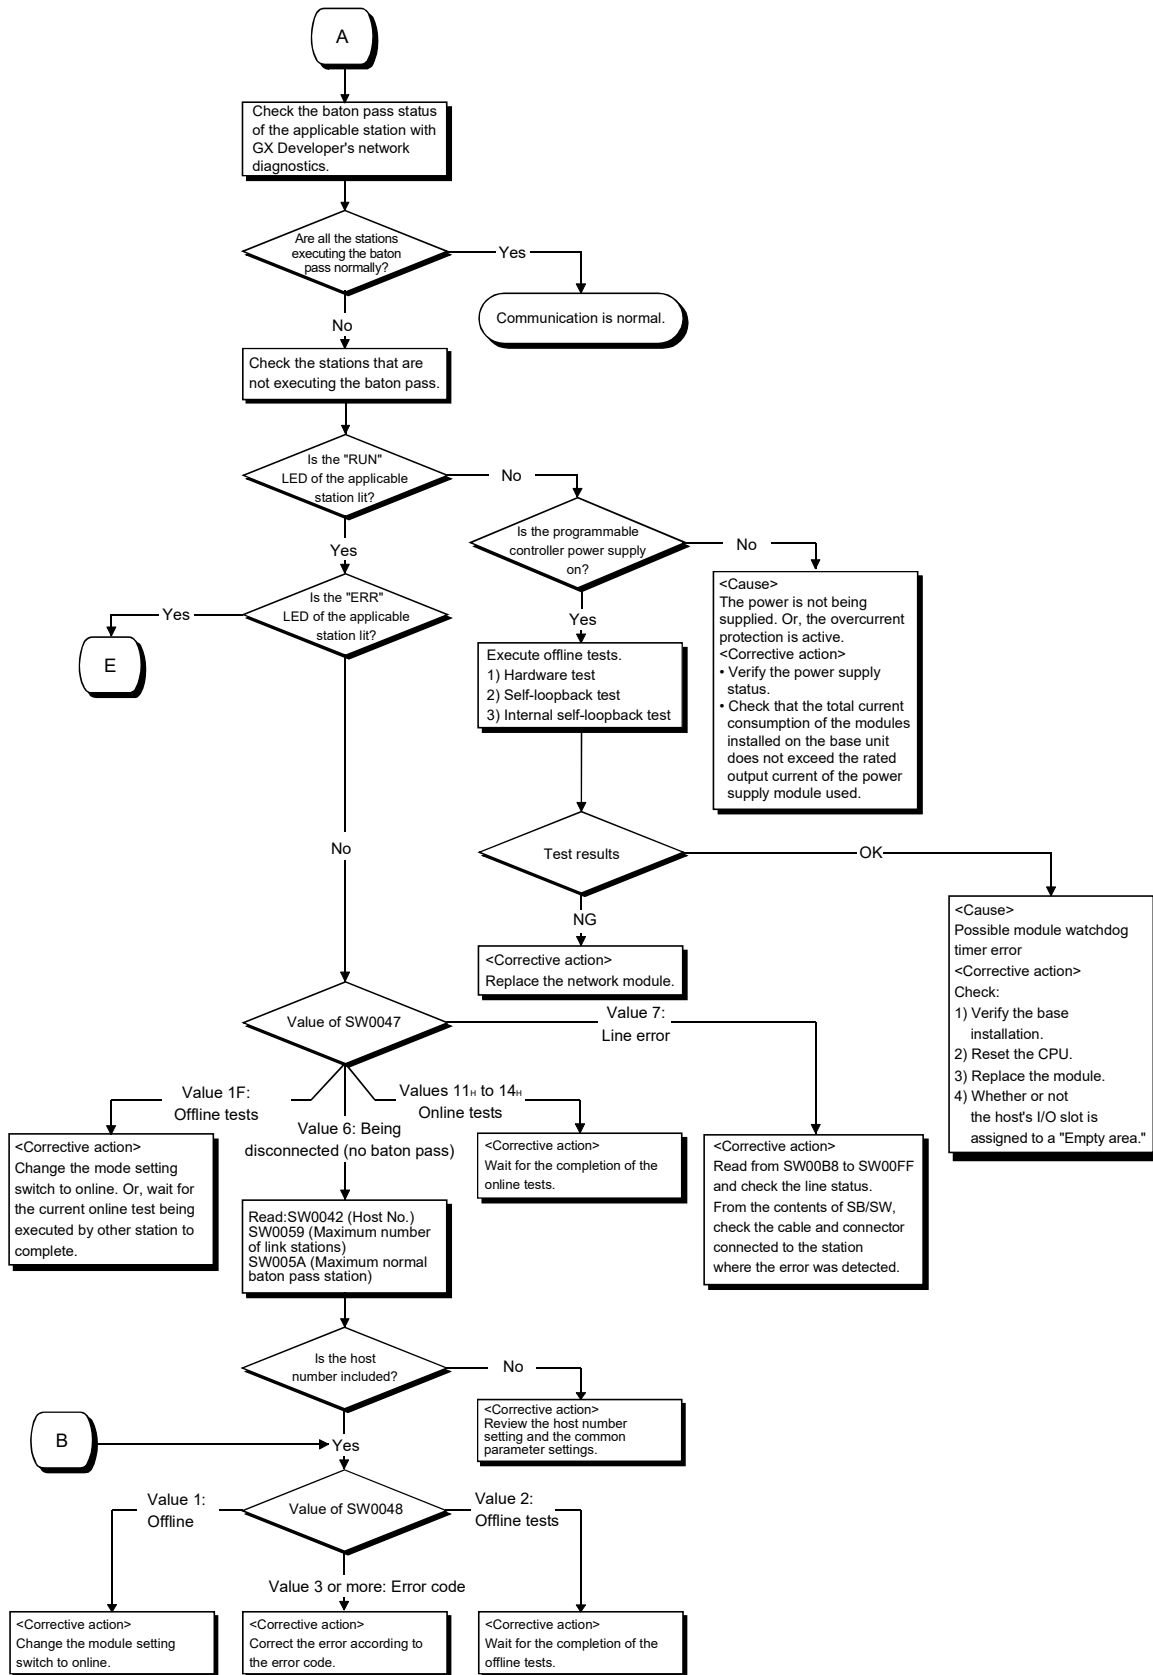 A
Check the baton pass status
of the applicable station with
GX Developer's network
diagnostics.
Are all the stations
executing the baton
pass normally?
Yes
Communication is normal.
No
Check the stations that are
not executing the baton pass.
Is the "RUN"
LED of the applicable
station lit?
No
Is the programmable
controller power supply
on?
No
<Cause>
The power is not being
supplied. Or, the overcurrent
protection is active.
<Corrective action>
• Verify the power supply
status.
• Check that the total current
consumption of the modules
installed on the base unit
does not exceed the rated
output current of the power
supply module used.
Yes
Is the "ERR"
LED of the applicable
station lit?
Yes
E
Yes
Execute offline tests.
1) Hardware test
2) Self-loopback test
3) Internal self-loopback test
Test results
OK
<Cause>
Possible module watchdog
timer error
<Corrective action>
Check:
1) Verify the base
installation.
2) Reset the CPU.
3) Replace the module.
4) Whether or not
the host's I/O slot is
assigned to a "Empty area."
NG
<Corrective action>
Replace the network module.
No
Value of SW0047
Value 7:
Line error
Value 1F:
Offline tests
Value 6: Being
disconnected (no baton pass)
Values 11H to 14H
Online tests
<Corrective action>
Change the mode setting
switch to online. Or, wait for
the current online test being
executed by other station to
complete.
<Corrective action>
Wait for the completion of the
online tests.
<Corrective action>
Read from SW00B8 to SW00FF
and check the line status.
From the contents of SB/SW,
check the cable and connector
connected to the station
where the error was detected.
Read:SW0042 (Host No.)
SW0059 (Maximum number
of link stations)
SW005A (Maximum normal
baton pass station)
Is the host
number included?
No
<Corrective action>
Review the host number
setting and the common
parameter settings.
B
Yes
Value of SW0048
Value 1:
Offline
Value 2:
Offline tests
Value 3 or more: Error code
<Corrective action>
Change the module setting
switch to online.
<Corrective action>
Correct the error according to
the error code.
<Corrective action>
Wait for the completion of the
offline tests.